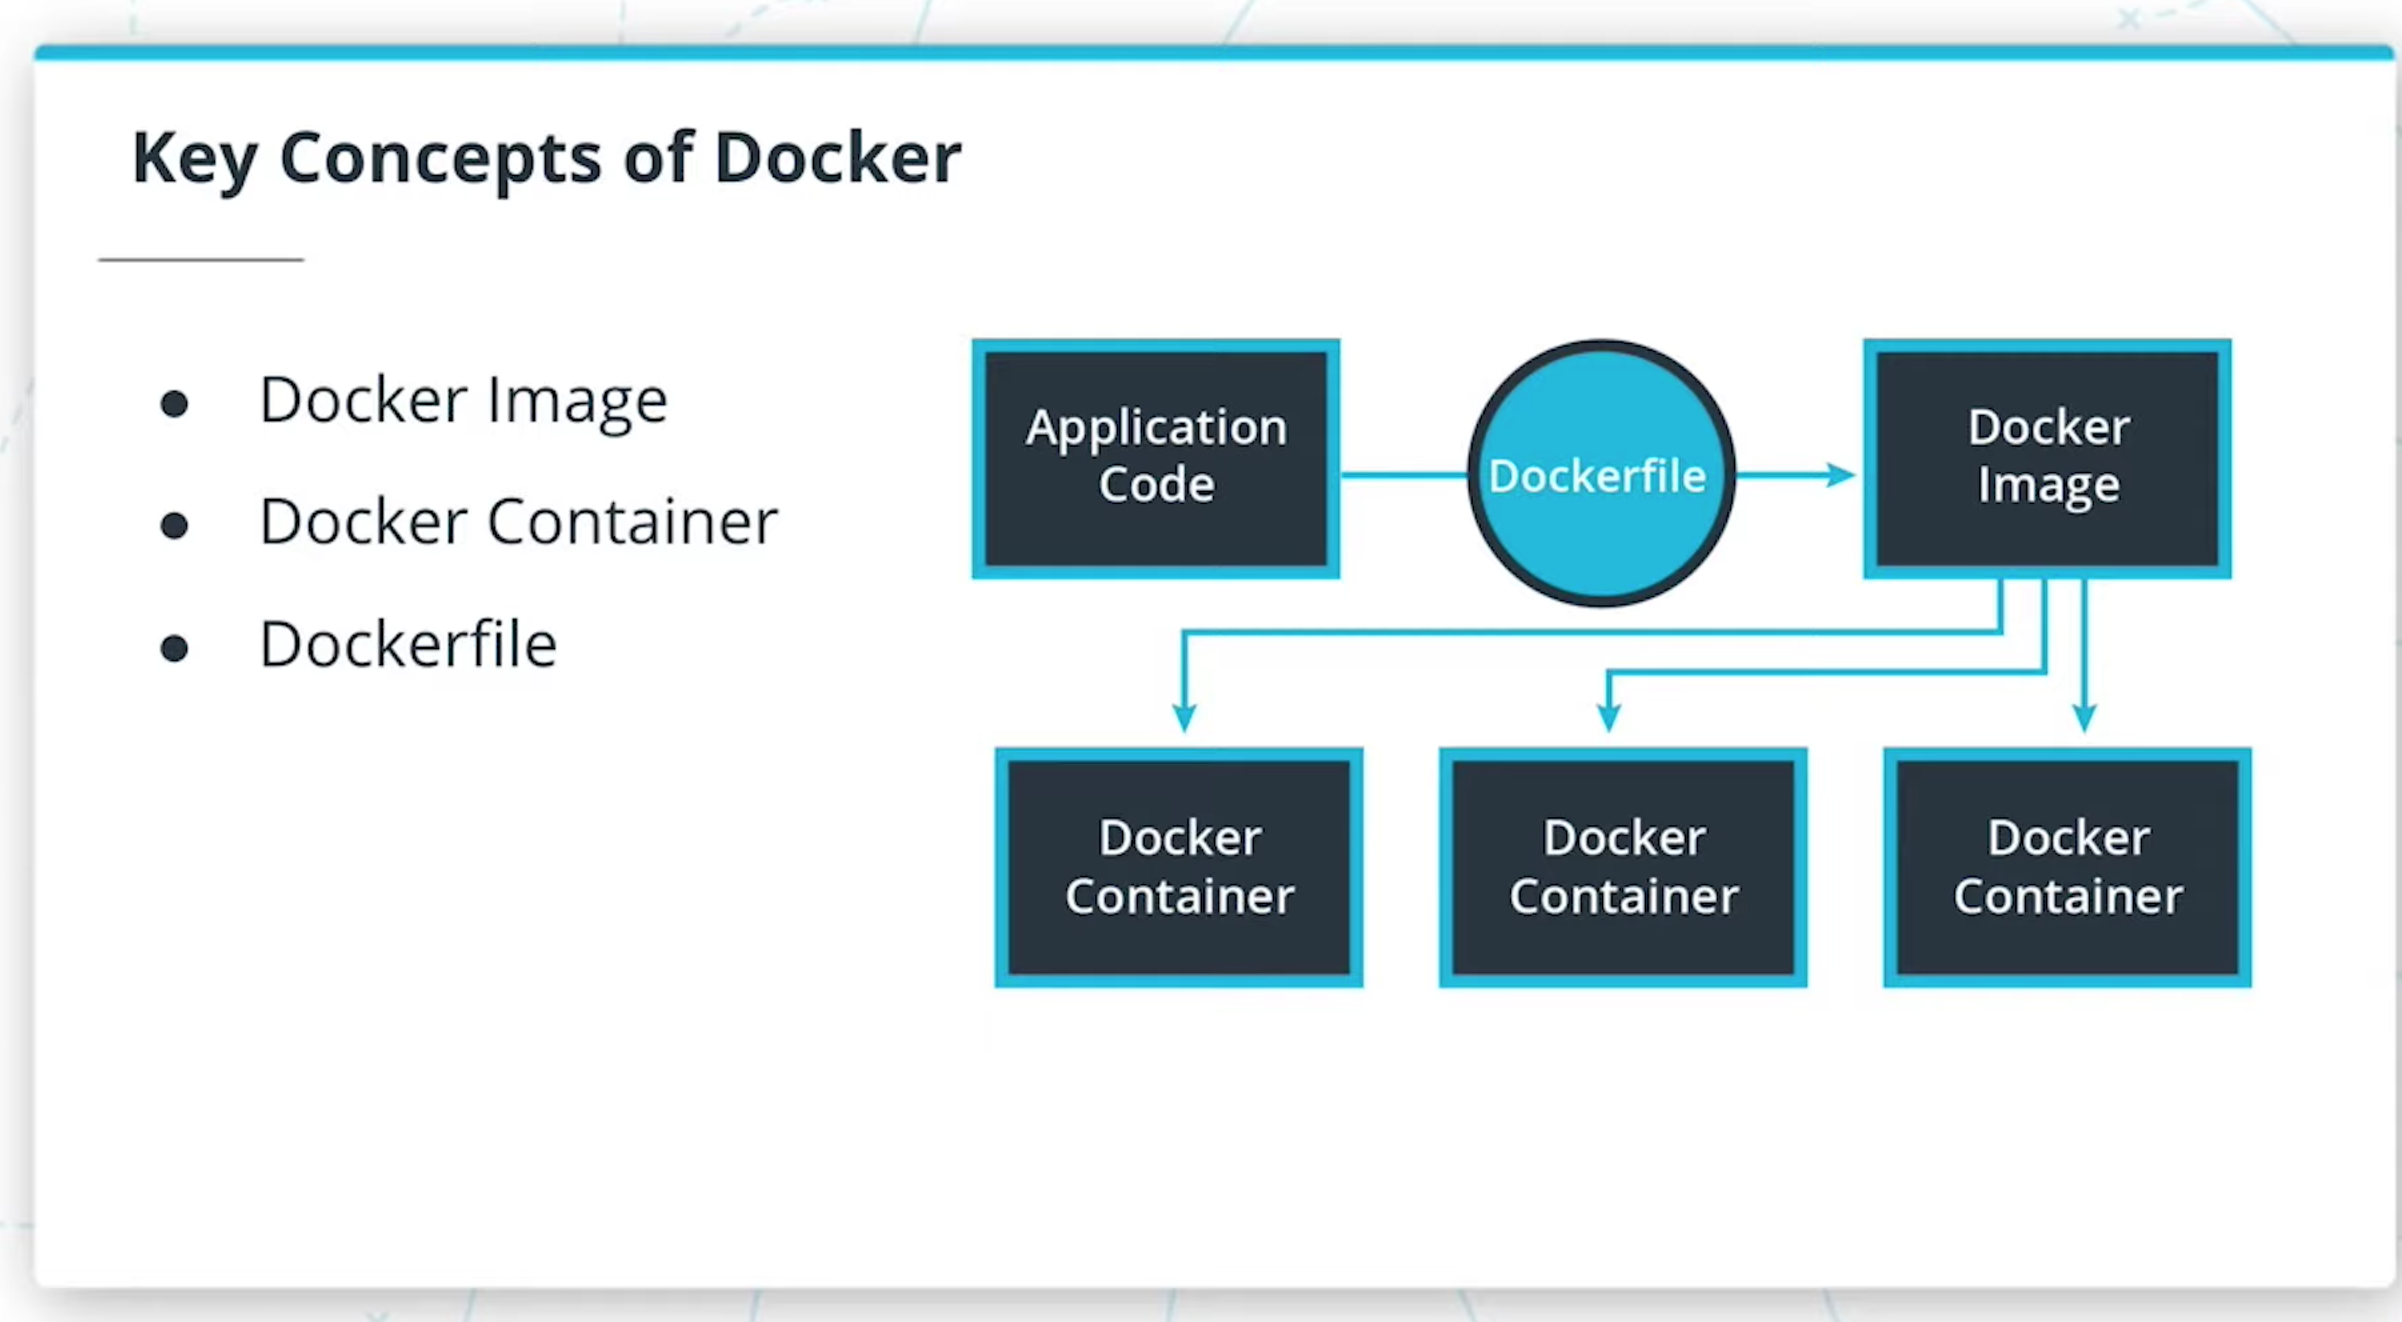 Key Concepts of Docker
● Docker Image
● Docker Container
● Dockerfile
Application
Code
Dockerfile
Docker
Image
Docker
Container
Docker
Container
Docker
Container